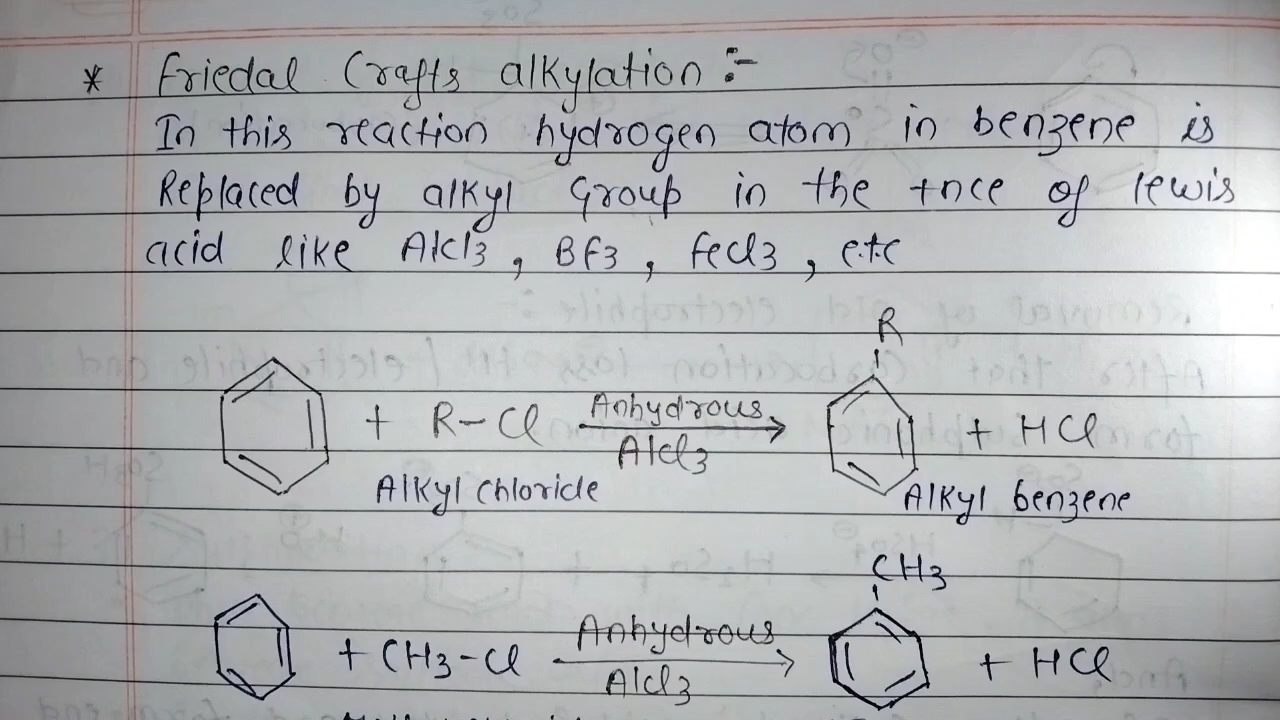 * Friedal Crafts alkylation :-
In this reaction hydrogen atom in benzene is
Replaced by alkyl Group in the +nce of lewis
acid like AlCl3, BF3, FeCl3, etc
R
+ R-Cl Anhydrous + HCl
AlCl3
Alkyl chloride Alkyl benzene
CH3
+ CH3-Cl Anhydrous + HCl
AlCl3